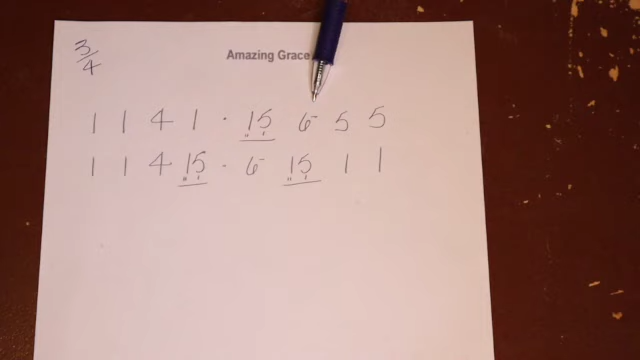 3/4
Amazing Grace
1 1 4 1 · 15 6- 5 5
1 1 4 15 - 6- 15 1 1